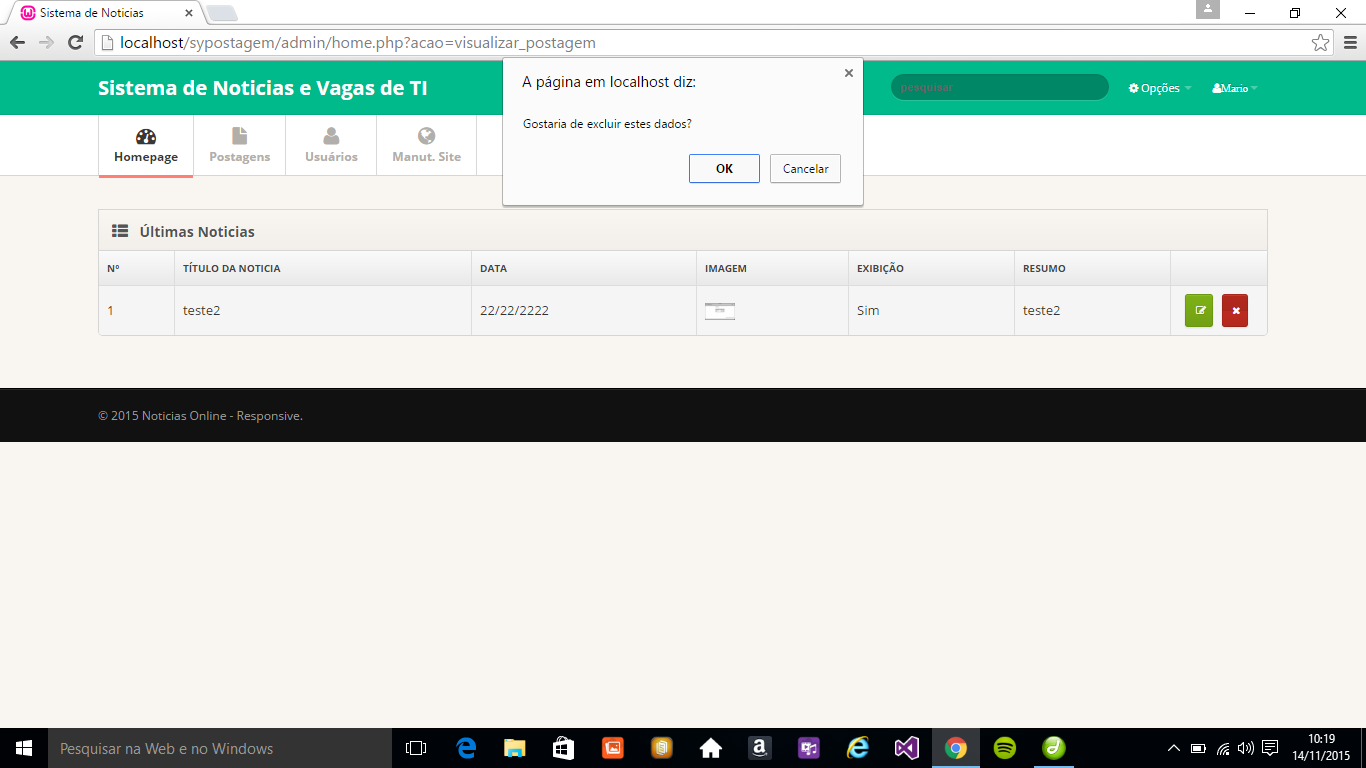 Sistema de Noticias
localhost/sypostagem/admin/home.php?acao=visualizar_postagem
A página em localhost diz:
Gostaria de excluir estes dados?
OK Cancelar
Sistema de Noticias e Vagas de TI
pesquisar
Opções
Mario
Homepage Postagens Usuários Manut. Site
Últimas Noticias
Nº TÍTULO DA NOTICIA DATA IMAGEM EXIBIÇÃO RESUMO
1 teste2 22/22/2222 Sim teste2
© 2015 Noticias Online - Responsive.
Pesquisar na Web e no Windows
10:19
14/11/2015